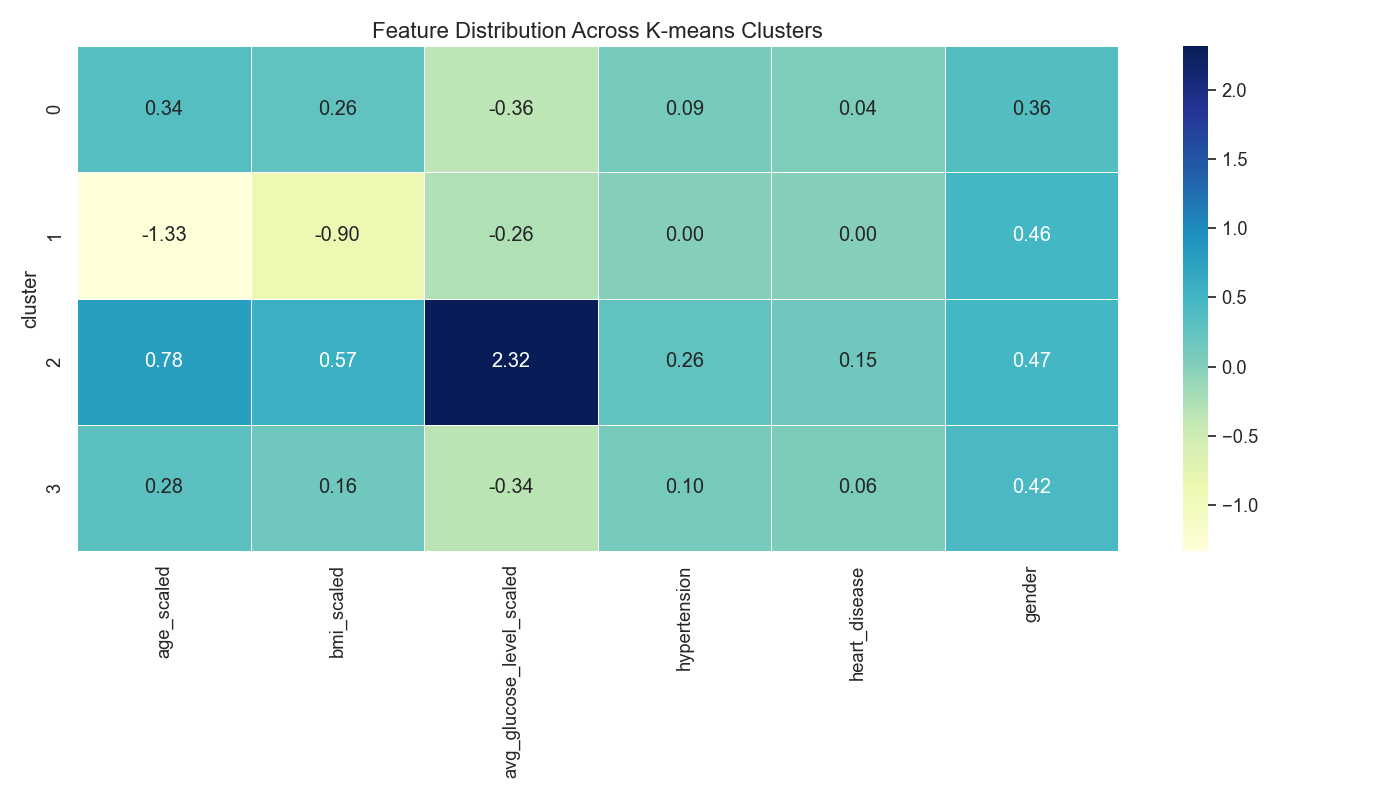 Feature Distribution Across K-means Clusters
cluster
0
0.34 0.26 -0.36 0.09 0.04 0.36
1
-1.33 -0.90 -0.26 0.00 0.00 0.46
2
0.78 0.57 2.32 0.26 0.15 0.47
3
0.28 0.16 -0.34 0.10 0.06 0.42
age_scaled
bmi_scaled
avg_glucose_level_scaled
hypertension
heart_disease
gender
2.0
1.5
1.0
0.5
0.0
−0.5
−1.0